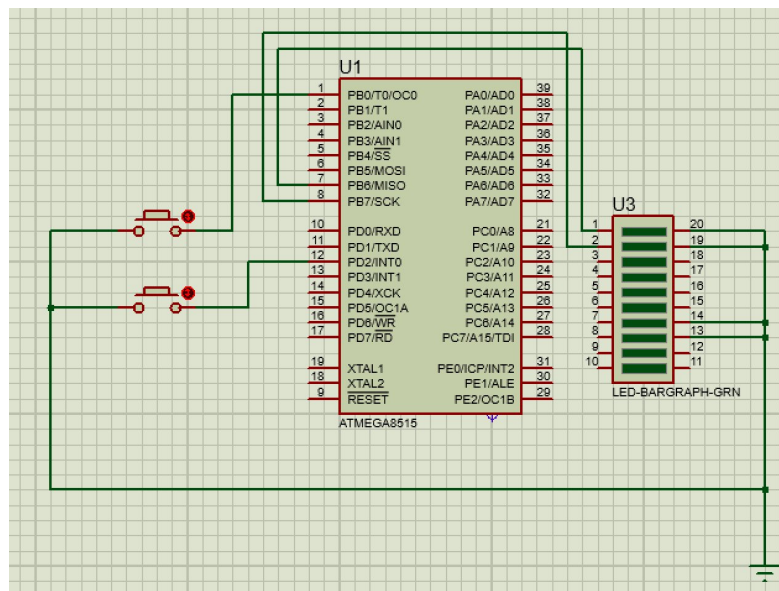 U1
1 PB0/T0/OC0 PA0/AD0 39
2 PB1/T1 PA1/AD1 38
3 PB2/AIN0 PA2/AD2 37
4 PB3/AIN1 PA3/AD3 36
5 PB4/SS PA4/AD4 35
6 PB5/MOSI PA5/AD5 34
7 PB6/MISO PA6/AD6 33
8 PB7/SCK PA7/AD7 32
10 PD0/RXD PC0/A8 21
11 PD1/TXD PC1/A9 22
12 PD2/INT0 PC2/A10 23
13 PD3/INT1 PC3/A11 24
14 PD4/XCK PC4/A12 25
15 PD5/OC1A PC5/A13 26
16 PD6/WR PC6/A14 27
17 PD7/RD PC7/A15/TDI 28
19 XTAL1 PE0/ICP/INT2 31
18 XTAL2 PE1/ALE 30
9 RESET PE2/OC1B 29
ATMEGA8515
U3
1 20
2 19
3 18
4 17
5 16
6 15
7 14
8 13
9 12
10 11
LED-BARGRAPH-GRN